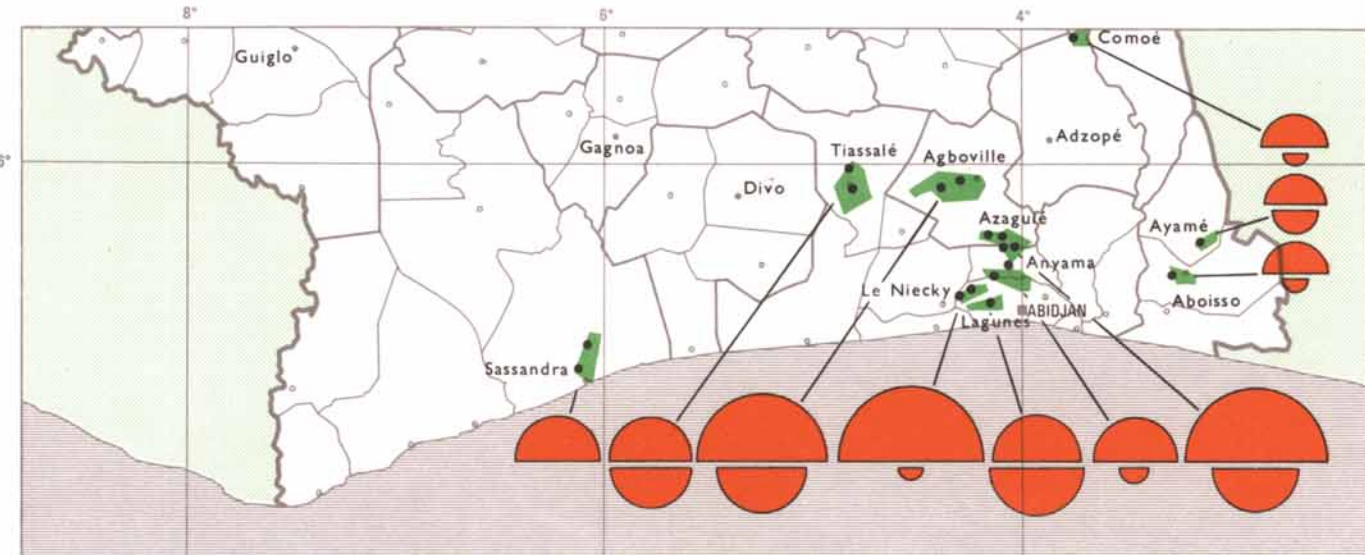 8°
6°
4°
Comoé
Guiglo
Gagnoa
Adzopé
6°
Tiassalé
Agboville
Divo
Azaguié
Ayamé
Anyama
Le Niecky
Aboisso
ABIDJAN
Lagunes
Sassandra